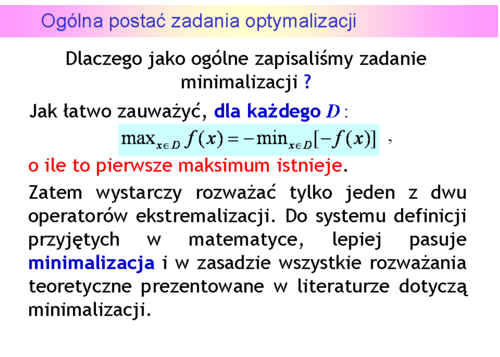 Ogólna postać zadania optymalizacji
Dlaczego jako ogólne zapisaliśmy zadanie
minimalizacji ?
Jak łatwo zauważyć, dla każdego D :
max_{x∈D} f(x) = −min_{x∈D}[−f(x)] ,
o ile to pierwsze maksimum istnieje.
Zatem wystarczy rozważać tylko jeden z dwu
operatorów ekstremalizacji. Do systemu definicji
przyjętych w matematyce, lepiej pasuje
minimalizacja i w zasadzie wszystkie rozważania
teoretyczne prezentowane w literaturze dotyczą
minimalizacji.